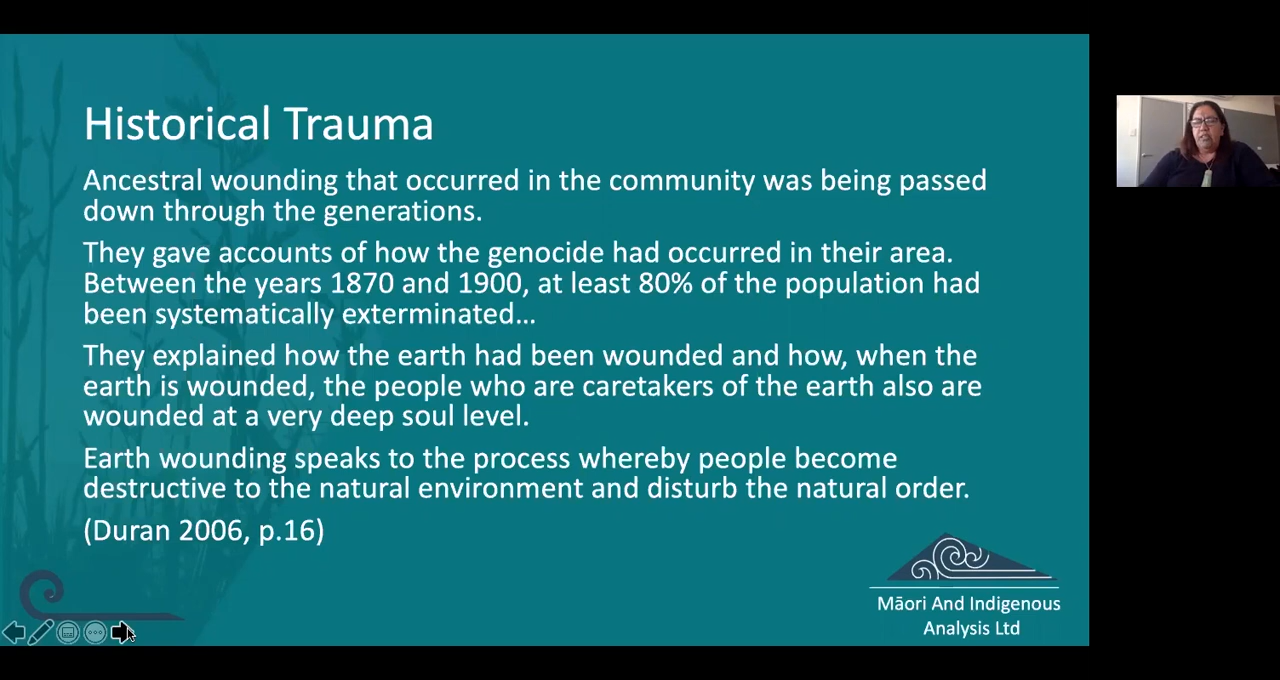 Historical Trauma
Ancestral wounding that occurred in the community was being passed
down through the generations.
They gave accounts of how the genocide had occurred in their area.
Between the years 1870 and 1900, at least 80% of the population had
been systematically exterminated…
They explained how the earth had been wounded and how, when the
earth is wounded, the people who are caretakers of the earth also are
wounded at a very deep soul level.
Earth wounding speaks to the process whereby people become
destructive to the natural environment and disturb the natural order.
(Duran 2006, p.16)
Māori And Indigenous
Analysis Ltd